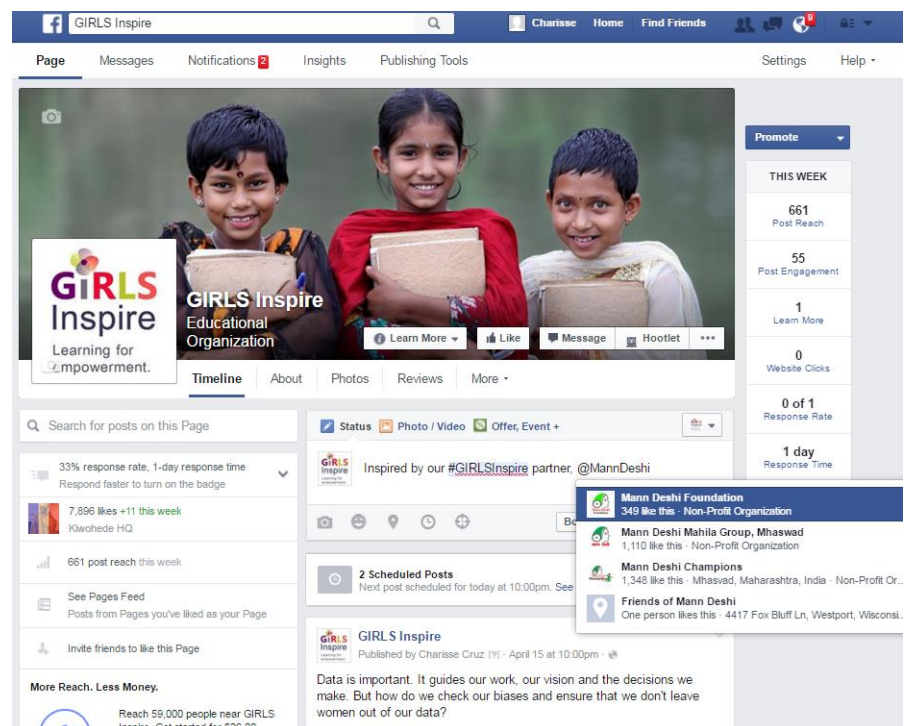 GIRLS Inspire
Charisse Home Find Friends
9
Page Messages Notifications 2 Insights Publishing Tools Settings Help
GIRLS Inspire
Educational
Organization
GiRLS
Inspire
Learning for
empowerment.
Learn More Like Message Hootlet
Timeline About Photos Reviews More
Promote
THIS WEEK
661
Post Reach
55
Post Engagement
1
Learn More
0
Website Clicks
0 of 1
Response Rate
1 day
Response Time
Search for posts on this Page
33% response rate, 1-day response time
Respond faster to turn on the badge
7,896 likes +11 this week
Kiwohede HQ
661 post reach this week
See Pages Feed
Posts from Pages you've liked as your Page
Invite friends to like this Page
More Reach. Less Money.
Reach 59,000 people near GIRLS
Status Photo / Video Offer, Event +
GiRLS
Inspire
Inspired by our #GIRLSInspire partner, @MannDeshi
Mann Deshi Foundation
349 like this · Non-Profit Organization
Mann Deshi Mahila Group, Mhaswad
1,110 like this · Non-Profit Organization
Mann Deshi Champions
1,348 like this · Mhasvad, Maharashtra, India · Non-Profit Or...
Friends of Mann Deshi
One person likes this · 4417 Fox Bluff Ln, Westport, Wisconsi...
2 Scheduled Posts
Next post scheduled for today at 10:00pm. See
GiRLS
Inspire
GIRLS Inspire
Published by Charisse Cruz [?] · April 15 at 10:00pm ·
Data is important. It guides our work, our vision and the decisions we
make. But how do we check our biases and ensure that we don't leave
women out of our data?